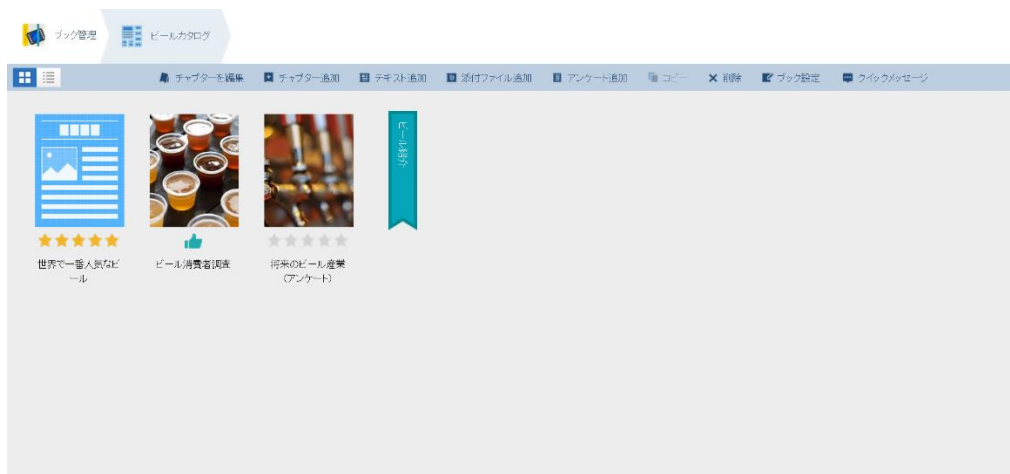 ブック管理
ビールカタログ
チャプターを編集
チャプター追加
テキスト追加
添付ファイル追加
アンケート追加
コピー
削除
ブック設定
クイックメッセージ
ビール紹介
世界で一番人気なビ
ール
ビール消費者調査
将来のビール産業
(アンケート)